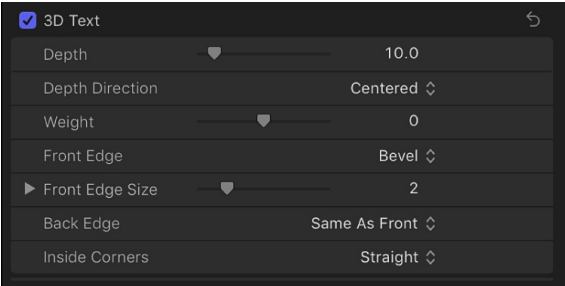 3D Text
Depth 10.0
Depth Direction Centered
Weight 0
Front Edge Bevel
Front Edge Size 2
Back Edge Same As Front
Inside Corners Straight